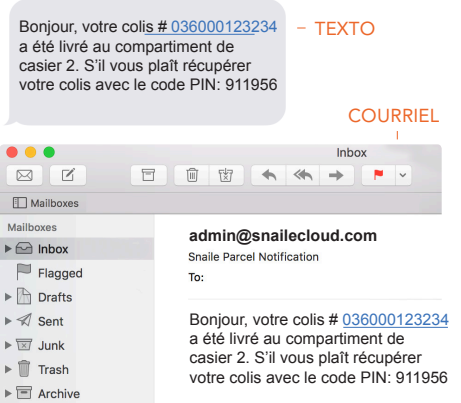 Bonjour, votre colis # 036000123234
a été livré au compartiment de
casier 2. S'il vous plaît récupérer
votre colis avec le code PIN: 911956
TEXTO
COURRIEL
Inbox
Mailboxes
Mailboxes
Inbox
Flagged
Drafts
Sent
Junk
Trash
Archive
admin@snailecloud.com
Snaile Parcel Notification
To:
Bonjour, votre colis # 036000123234
a été livré au compartiment de
casier 2. S'il vous plaît récupérer
votre colis avec le code PIN: 911956